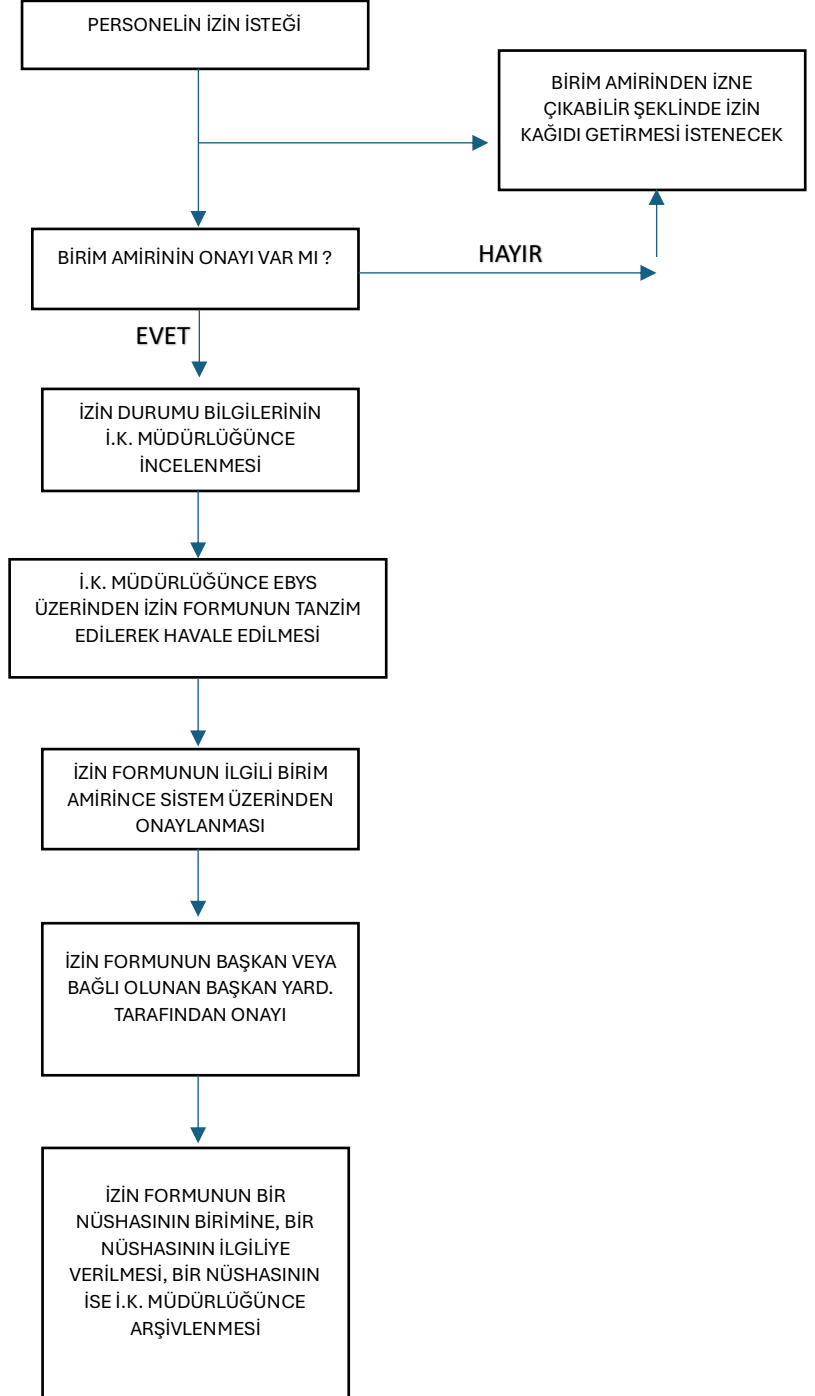 PERSONELİN İZİN İSTEĞİ
BİRİM AMİRİNDEN İZNE
ÇIKABİLİR ŞEKLİNDE İZİN
KAĞIDI GETİRMESİ İSTENECEK
BİRİM AMİRİNİN ONAYI VAR MI ?
HAYIR
EVET
İZİN DURUMU BİLGİLERİNİN
İ.K. MÜDÜRLÜĞÜNCE
İNCELENMESİ
İ.K. MÜDÜRLÜĞÜNCE EBYS
ÜZERİNDEN İZİN FORMUNUN TANZİM
EDİLEREK HAVALE EDİLMESİ
İZİN FORMUNUN İLGİLİ BİRİM
AMİRİNCE SİSTEM ÜZERİNDEN
ONAYLANMASI
İZİN FORMUNUN BAŞKAN VEYA
BAĞLI OLUNAN BAŞKAN YARD.
TARAFINDAN ONAYI
İZİN FORMUNUN BİR
NÜSHASININ BİRİMİNE, BİR
NÜSHASININ İLGİLİYE
VERİLMESİ, BİR NÜSHASININ
İSE İ.K. MÜDÜRLÜĞÜNCE
ARŞİVLENMESİ